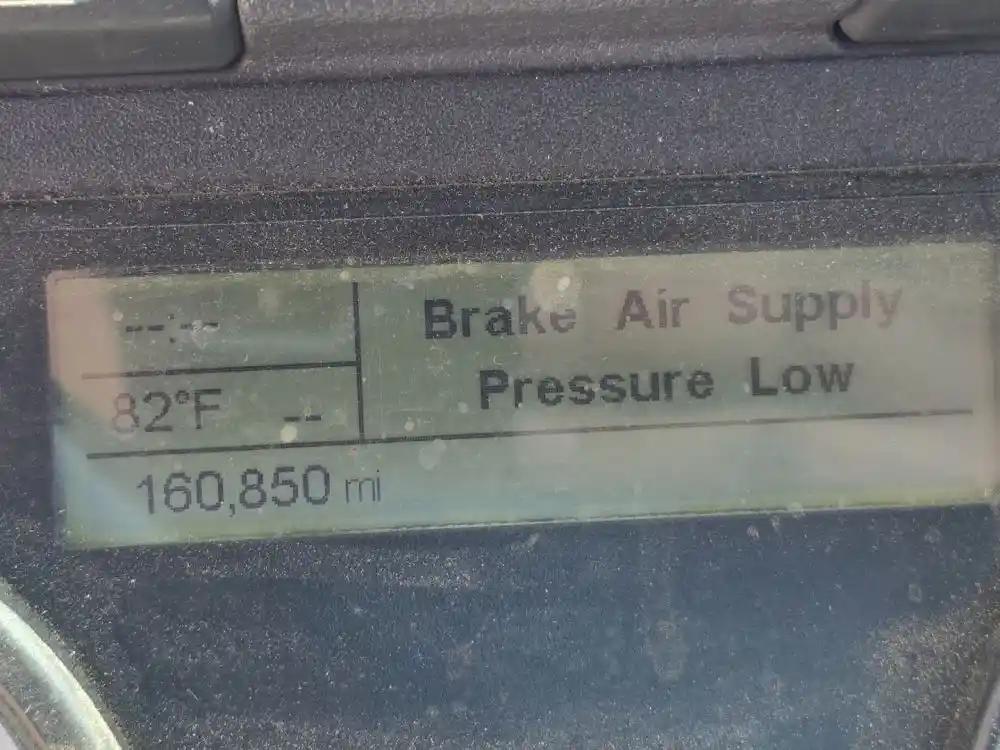 --:--
Brake Air Supply
Pressure Low
82°F --
160,850 mi